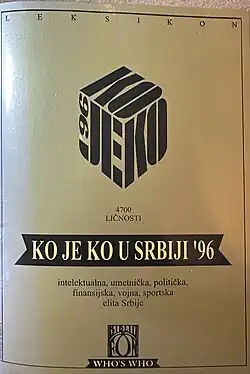 LEKSIKON
KO
JE KO
'96
4700
LIČNOSTI
KO JE KO U SRBIJI '96
intelektualna, umetnička, politička,
finansijska, vojna, sportska
elita Srbije
WHO'S WHO